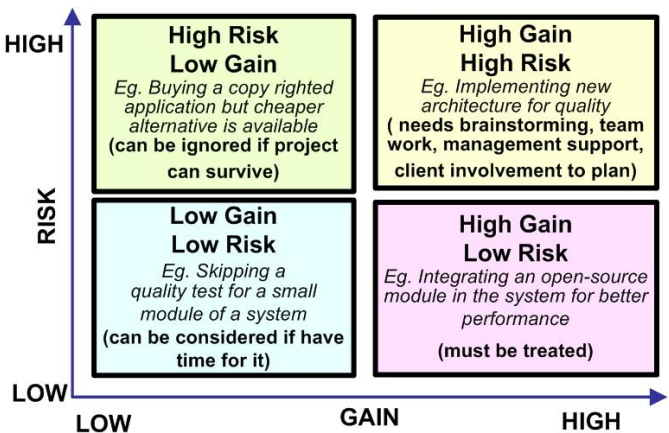 HIGH
High Risk
Low Gain
Eg. Buying a copy righted
application but cheaper
alternative is available
(can be ignored if project
can survive)
High Gain
High Risk
Eg. Implementing new
architecture for quality
( needs brainstorming, team
work, management support,
client involvement to plan)
RISK
Low Gain
Low Risk
Eg. Skipping a
quality test for a small
module of a system
(can be considered if have
time for it)
High Gain
Low Risk
Eg. Integrating an open-source
module in the system for better
performance
(must be treated)
LOW
LOW
GAIN
HIGH